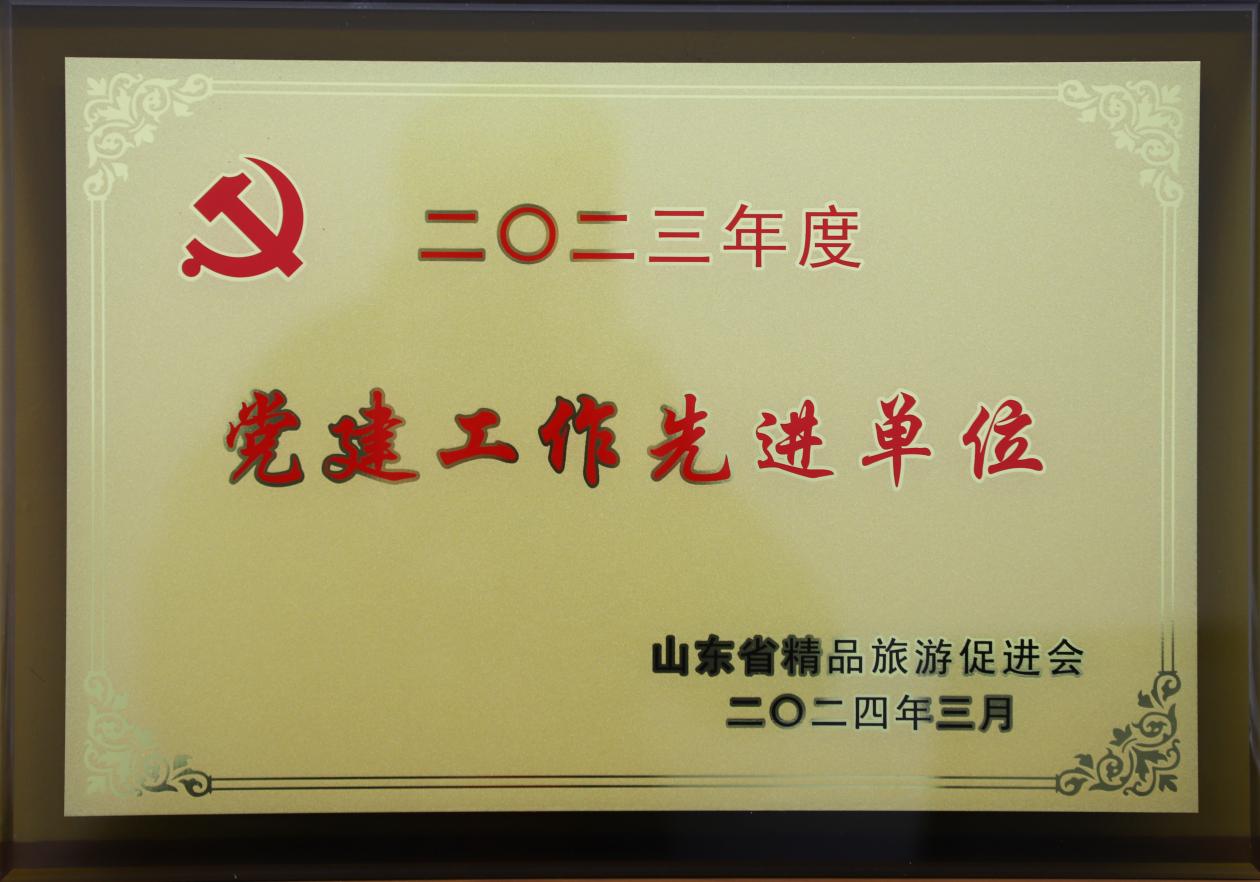 二〇二三年度
党建工作先进单位
山东省精品旅游促进会
二〇二四年三月